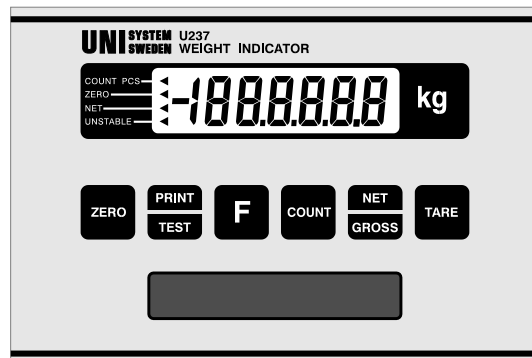 UNI SYSTEM SWEDEN U237 WEIGHT INDICATOR
COUNT PCS
ZERO
NET
UNSTABLE
-188.8.8.8.8
kg
ZERO
PRINT
TEST
F
COUNT
NET
GROSS
TARE